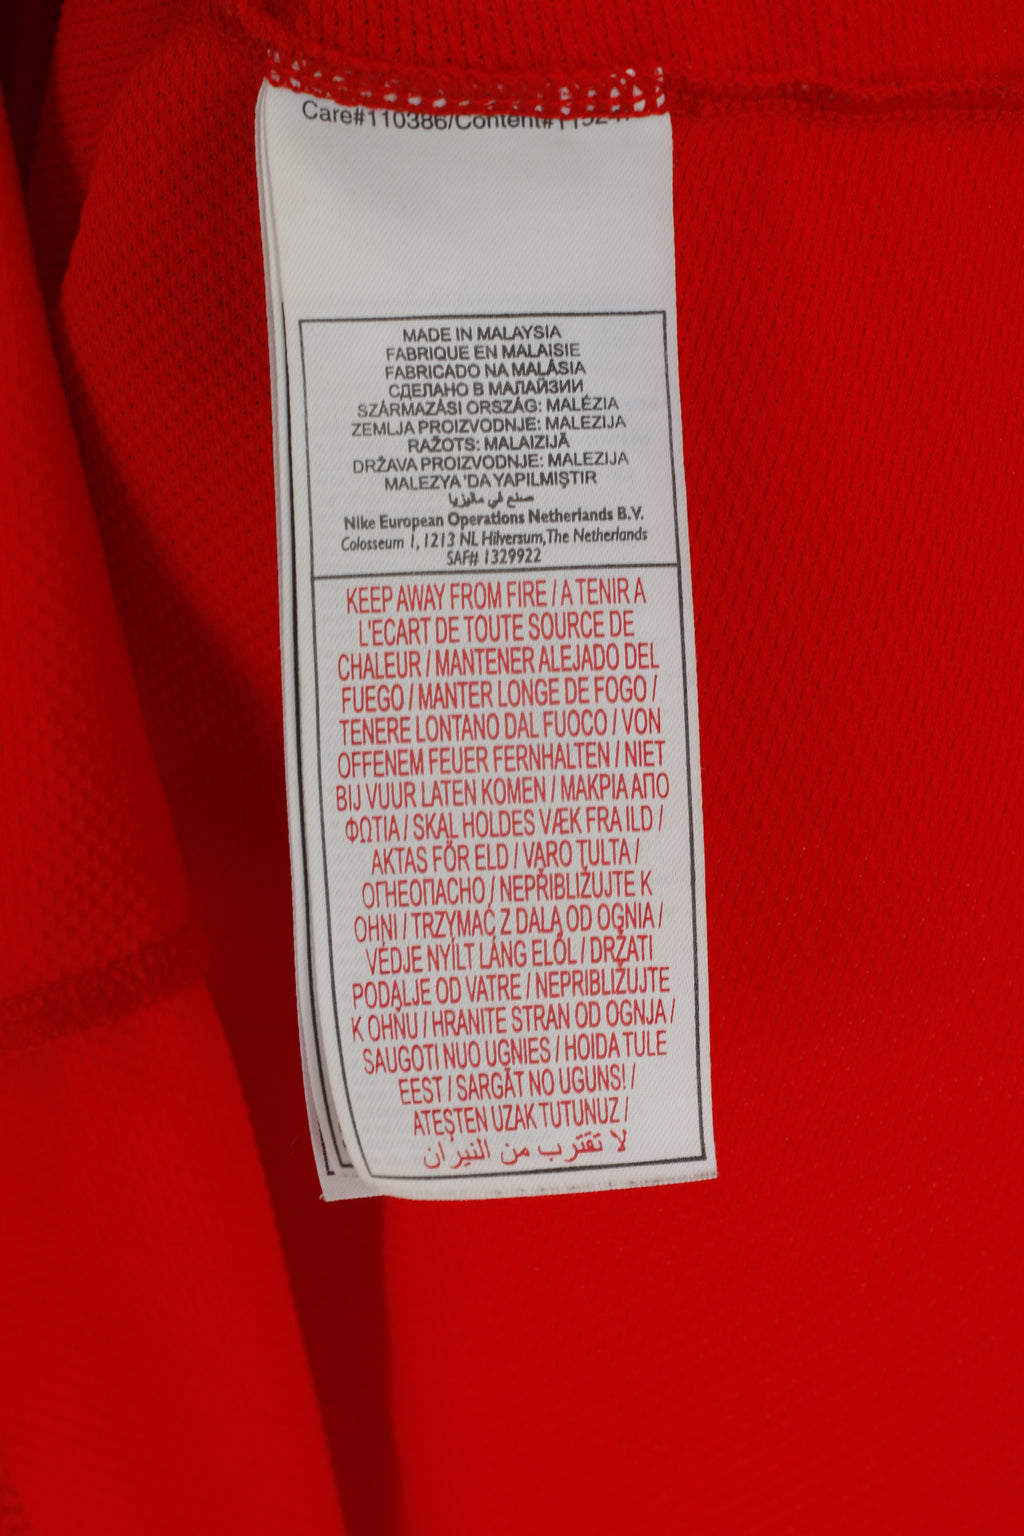 Care#110386/Content#
MADE IN MALAYSIA
FABRIQUE EN MALAISIE
FABRICADO NA MALÁSIA
СДЕЛАНО В МАЛАЙЗИИ
SZÁRMAZÁSI ORSZÁG: MALÉZIA
ZEMLJA PROIZVODNJE: MALEZIJA
RAŽOTS: MALAIZIJĀ
DRŽAVA PROIZVODNJE: MALEZIJA
MALEZYA 'DA YAPILMIŞTIR
صنع في ماليزيا
Nike European Operations Netherlands B.V.
Colosseum 1, 1213 NL Hilversum, The Netherlands
SAF# 1329922
KEEP AWAY FROM FIRE / A TENIR A
L'ECART DE TOUTE SOURCE DE
CHALEUR / MANTENER ALEJADO DEL
FUEGO / MANTER LONGE DE FOGO /
TENERE LONTANO DAL FUOCO / VON
OFFENEM FEUER FERNHALTEN / NIET
BIJ VUUR LATEN KOMEN / ΜΑΚΡΙΑ ΑΠΟ
ΦΩΤΙΑ / SKAL HOLDES VÆK FRA ILD /
AKTAS FÖR ELD / VARO TULTA /
ОГНЕОПАСНО / NEPŘIBLIŽUJTE K
OHNI / TRZYMAĆ Z DALA OD OGNIA /
VÉDJE NYÍLT LÁNG ELŐL / DRŽATI
PODALJE OD VATRE / NEPRIBLIŽUJTE
K OHŇU / HRANITE STRAN OD OGNJA /
SAUGOTI NUO UGNIES / HOIDA TULE
EEST / SARGĀT NO UGUNS! /
ATEŞTEN UZAK TUTUNUZ /
لا تقترب من النيران